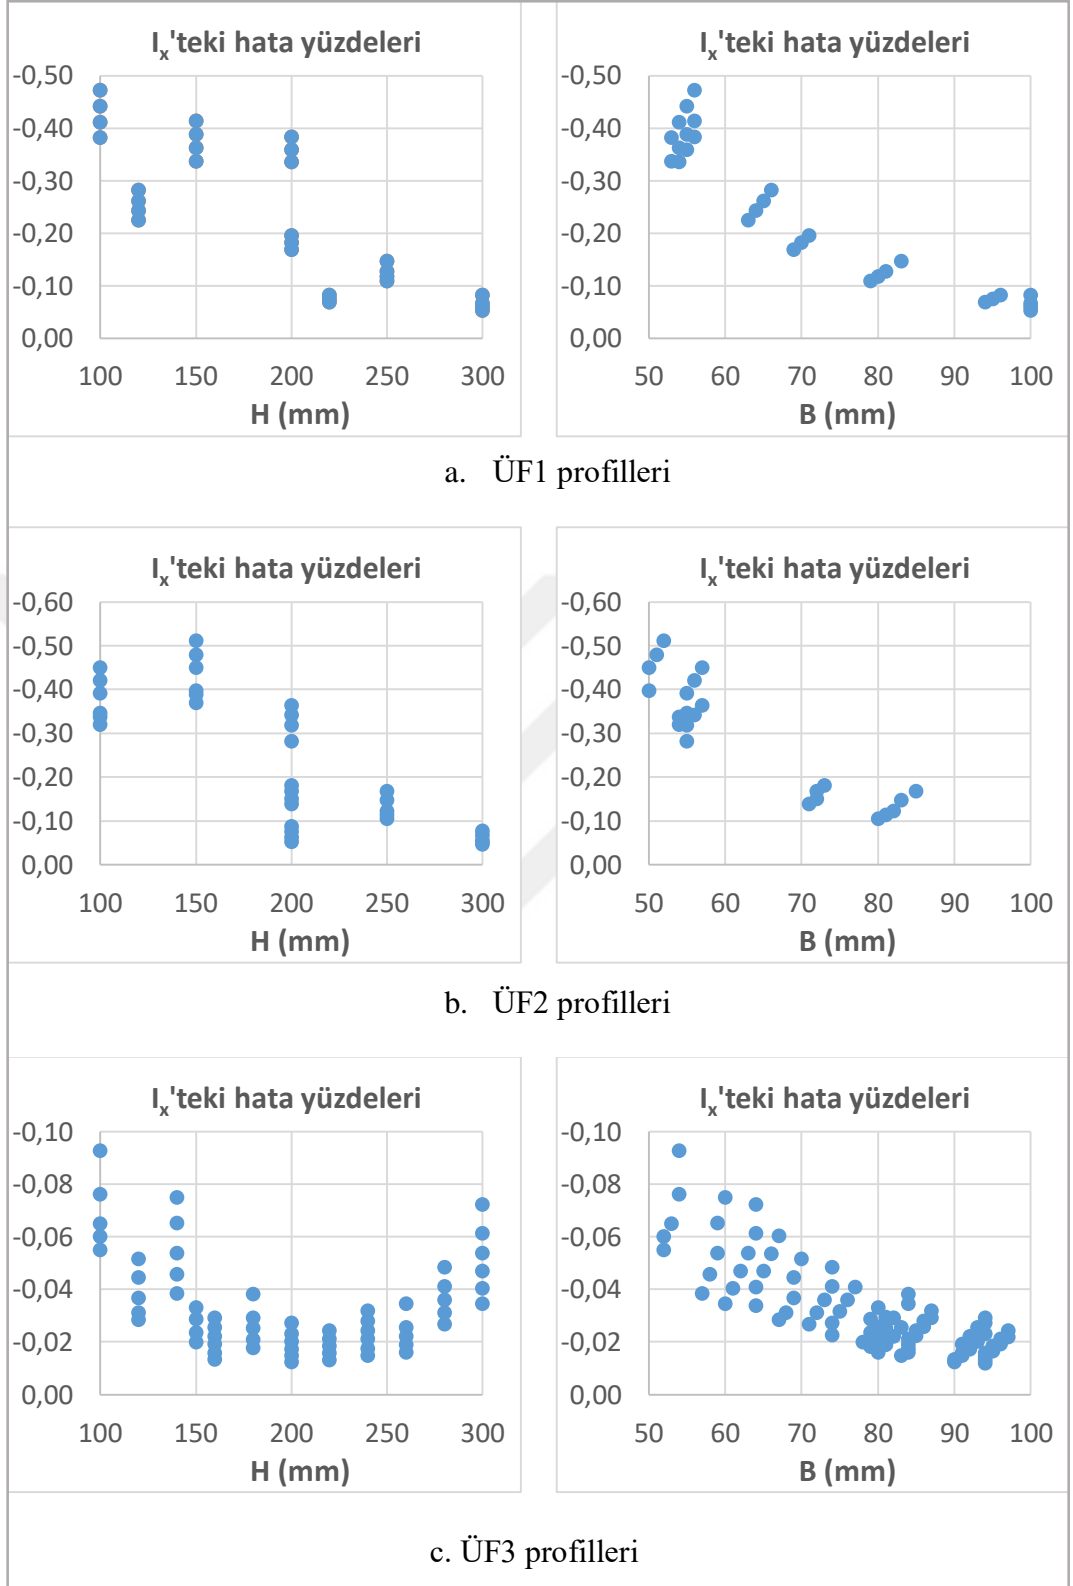 Iₓ'teki hata yüzdeleri
-0,50
-0,40
-0,30
-0,20
-0,10
0,00
100 150 200 250 300
H (mm)
Iₓ'teki hata yüzdeleri
-0,50
-0,40
-0,30
-0,20
-0,10
0,00
50 60 70 80 90 100
B (mm)
a. ÜF1 profilleri
Iₓ'teki hata yüzdeleri
-0,60
-0,50
-0,40
-0,30
-0,20
-0,10
0,00
100 150 200 250 300
H (mm)
Iₓ'teki hata yüzdeleri
-0,60
-0,50
-0,40
-0,30
-0,20
-0,10
0,00
50 60 70 80 90 100
B (mm)
b. ÜF2 profilleri
Iₓ'teki hata yüzdeleri
-0,10
-0,08
-0,06
-0,04
-0,02
0,00
100 150 200 250 300
H (mm)
Iₓ'teki hata yüzdeleri
-0,10
-0,08
-0,06
-0,04
-0,02
0,00
50 60 70 80 90 100
B (mm)
c. ÜF3 profilleri